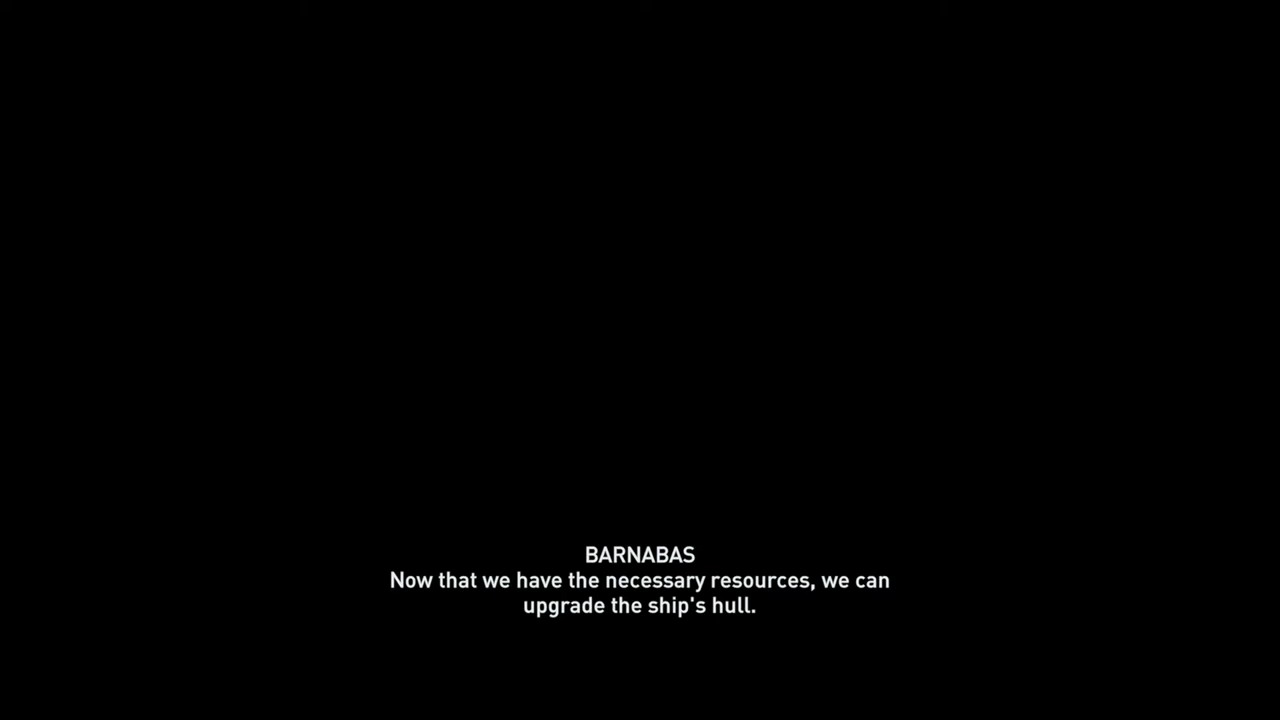 BARNABAS
Now that we have the necessary resources, we can
upgrade the ship's hull.